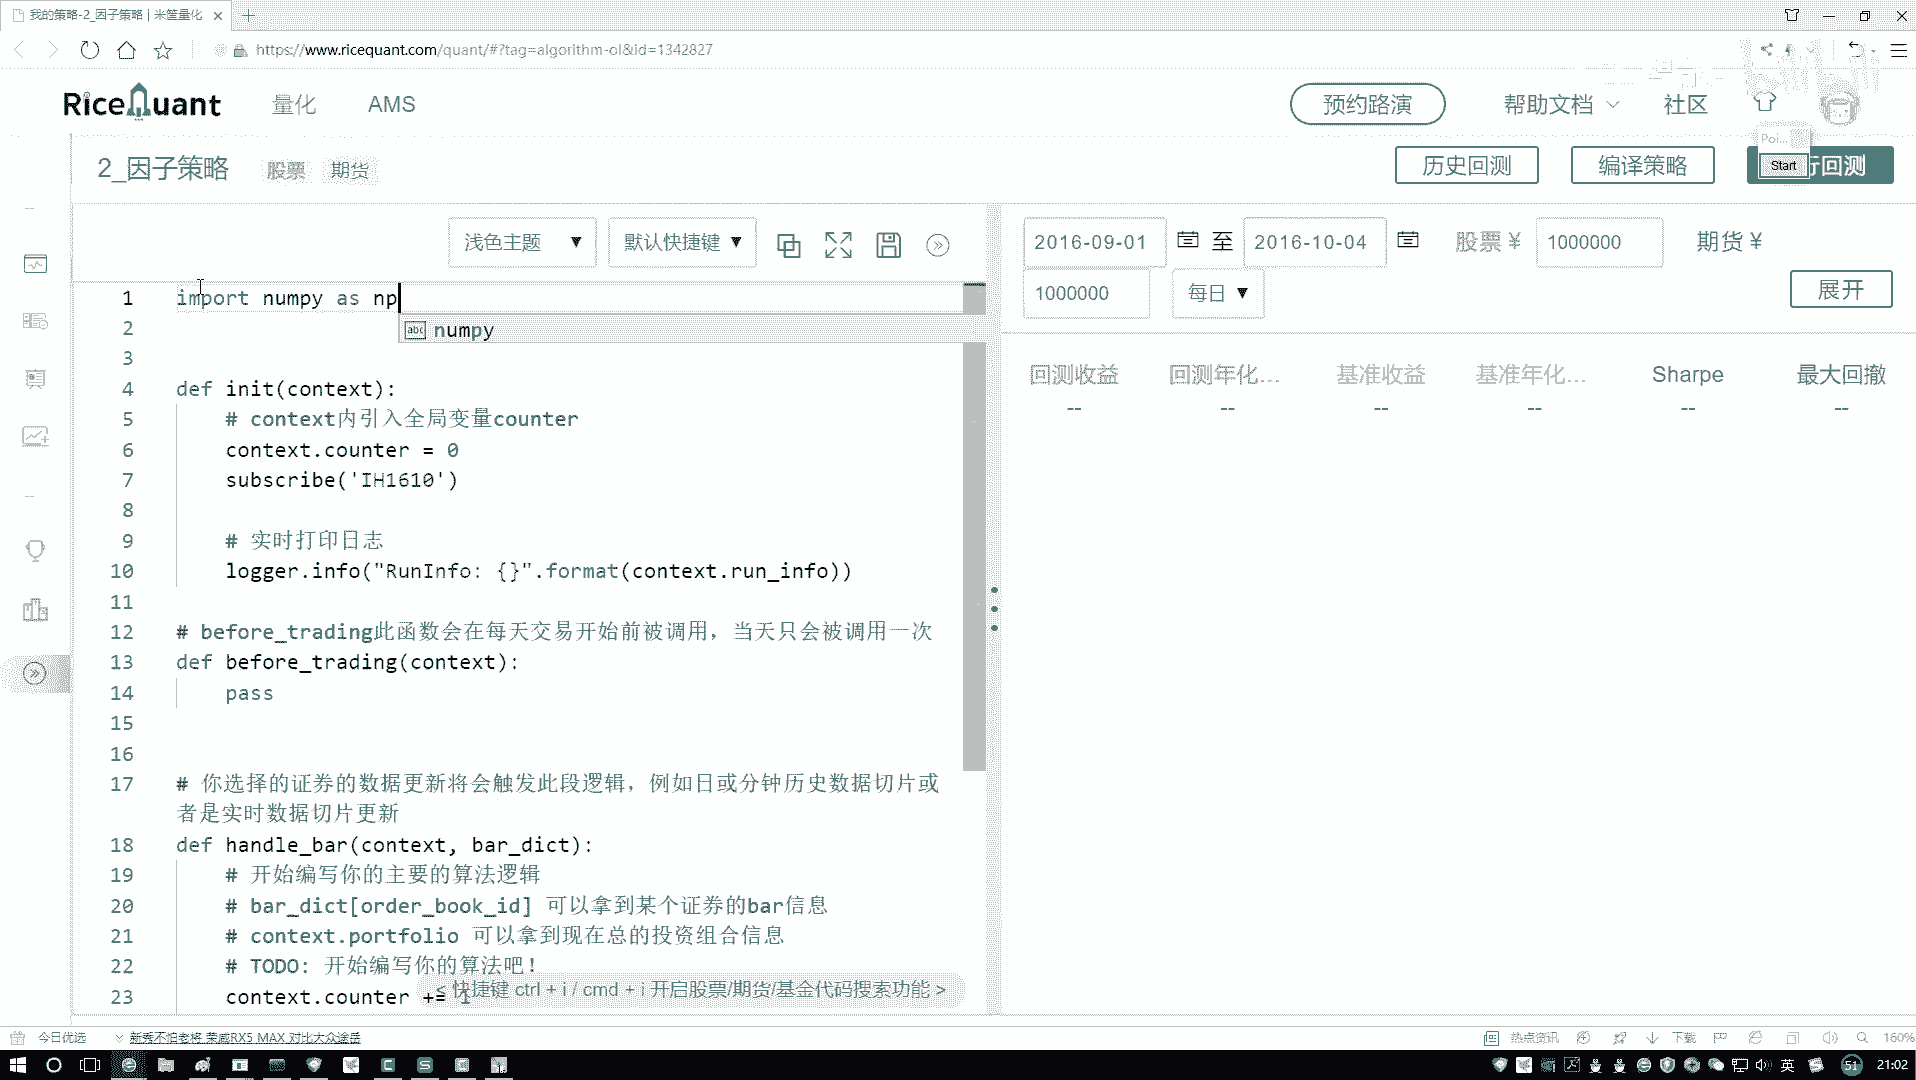 我的策略-2_因子策略 | 米筐量化
https://www.ricequant.com/quant/#?tag=algorithm-ol&id=1342827
RiceQuant 量化 AMS 预约路演 帮助文档 社区
Poi...
2_因子策略 股票 期货 历史回测 编译策略 Start 行回测
浅色主题 ▼ 默认快捷键 ▼
2016-09-01 至 2016-10-04 股票 ¥ 1000000 期货 ¥
1000000 每日 ▼ 展开
1 import numpy as np
2 abc numpy
3
4 def init(context):
5 # context内引入全局变量counter
6 context.counter = 0
7 subscribe('IH1610')
8
9 # 实时打印日志
10 logger.info("RunInfo: {}".format(context.run_info))
11
12 # before_trading此函数会在每天交易开始前被调用，当天只会被调用一次
13 def before_trading(context):
14 pass
15
16
17 # 你选择的证券的数据更新将会触发此段逻辑，例如日或分钟历史数据切片或
者是实时数据切片更新
18 def handle_bar(context, bar_dict):
19 # 开始编写你的主要的算法逻辑
20 # bar_dict[order_book_id] 可以拿到某个证券的bar信息
21 # context.portfolio 可以拿到现在总的投资组合信息
22 # TODO: 开始编写你的算法吧！
23 context.counter += 1
< 快捷键 ctrl + i / cmd + i 开启股票/期货/基金代码搜索功能 >
回测收益 回测年化... 基准收益 基准年化... Sharpe 最大回撤
-- -- -- -- -- --
今日优选 新秀不怕老将 荣威RX5 MAX 对比大众途岳 热点资讯 下载 160%
英 51 21:02